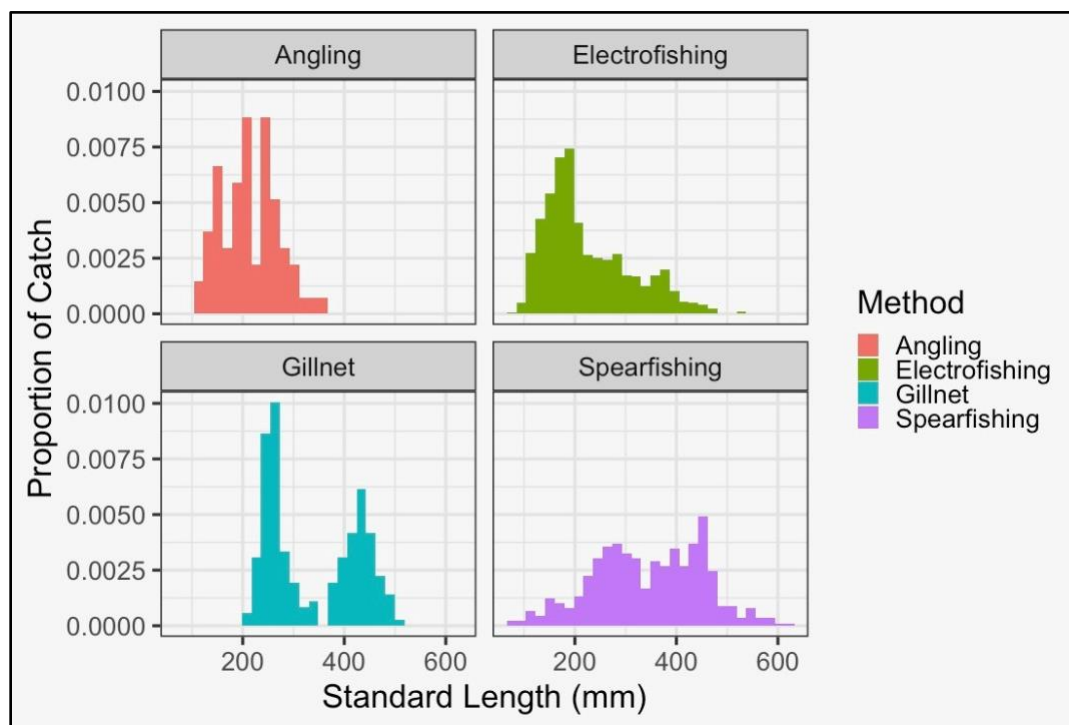 Angling
Electrofishing
0.0100
0.0075
0.0050
0.0025
0.0000
Gillnet
Spearfishing
0.0100
0.0075
0.0050
0.0025
0.0000
200
400
600
200
400
600
Standard Length (mm)
Proportion of Catch
Method
Angling
Electrofishing
Gillnet
Spearfishing